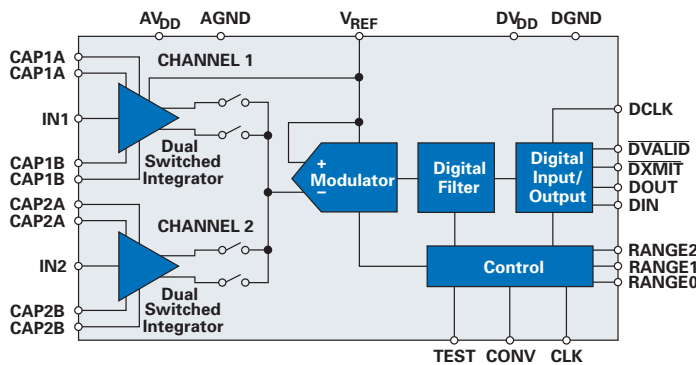 AVDD AGND VREF DVDD DGND
CAP1A
CAP1A
CHANNEL 1
IN1
Dual
Switched
Integrator
CAP1B
CAP1B
CAP2A
CAP2A
CHANNEL 2
IN2
Dual
Switched
Integrator
CAP2B
CAP2B
+
Modulator
–
Digital
Filter
Digital
Input/
Output
Control
DCLK
DVALID
DXMIT
DOUT
DIN
RANGE2
RANGE1
RANGE0
TEST CONV CLK